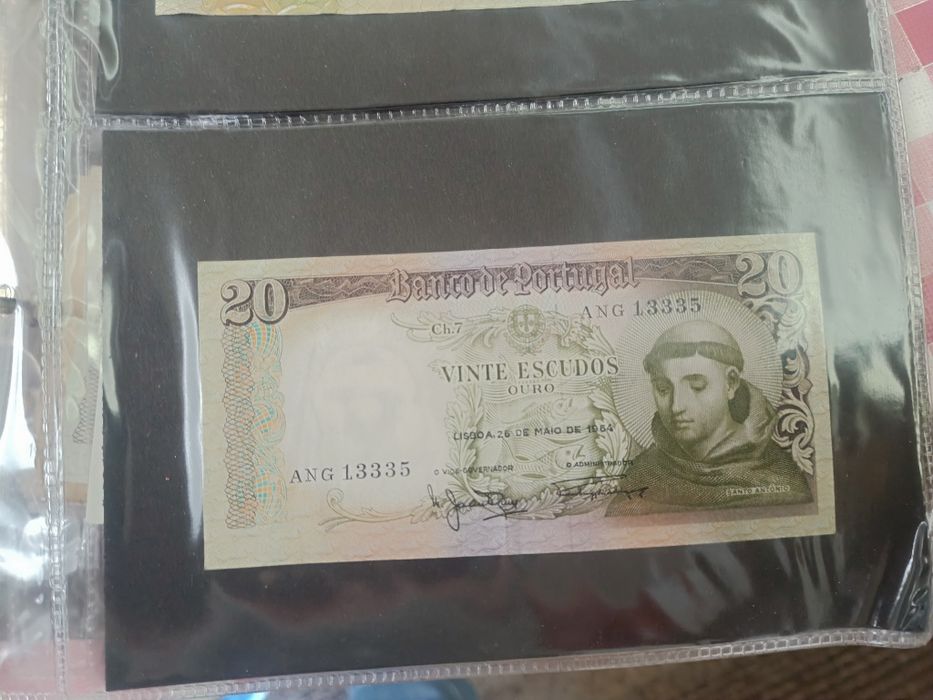 20
Banco de Portugal
20
ANG 13335
Ch.7
VINTE ESCUDOS
OURO
LISBOA, 26 DE MAIO DE 1964
O VICE-GOVERNADOR
O ADMINISTRADOR
ANG 13335
SANTO ANTÓNIO